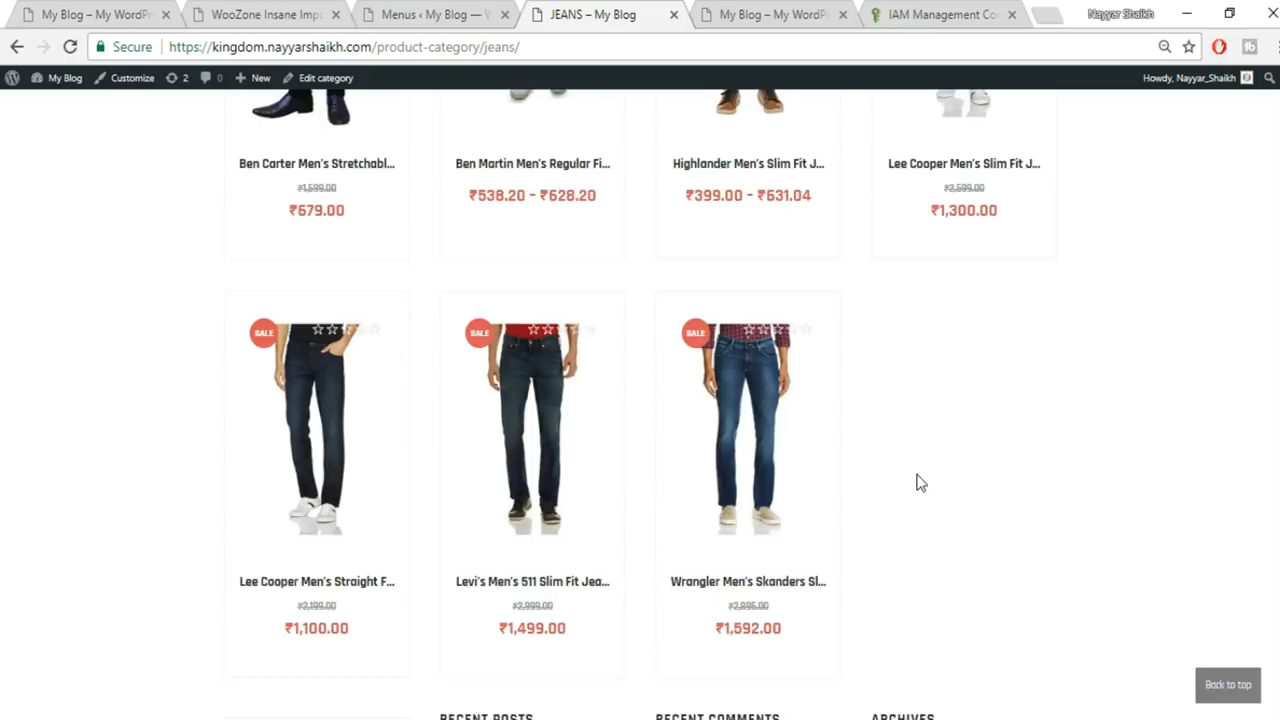 My Blog – My WordPr
WooZone Insane Imp
Menus ‹ My Blog — W
JEANS – My Blog
My Blog – My WordPr
IAM Management Co
Nayyar Shaikh
Secure
https://kingdom.nayyarshaikh.com/product-category/jeans/
My Blog
Customize
2
0
New
Edit category
Howdy, Nayyar_Shaikh
Ben Carter Men's Stretchabl...
Ben Martin Men's Regular Fi...
Highlander Men's Slim Fit J...
Lee Cooper Men's Slim Fit J...
₹1,599.00
₹679.00
₹538.20 – ₹628.20
₹399.00 – ₹631.04
₹2,599.00
₹1,300.00
SALE
SALE
SALE
Lee Cooper Men's Straight F...
Levi's Men's 511 Slim Fit Jea...
Wrangler Men's Skanders Sl...
₹2,199.00
₹2,999.00
₹2,895.00
₹1,100.00
₹1,499.00
₹1,592.00
Back to top
RECENT POSTS
RECENT COMMENTS
ARCHIVES